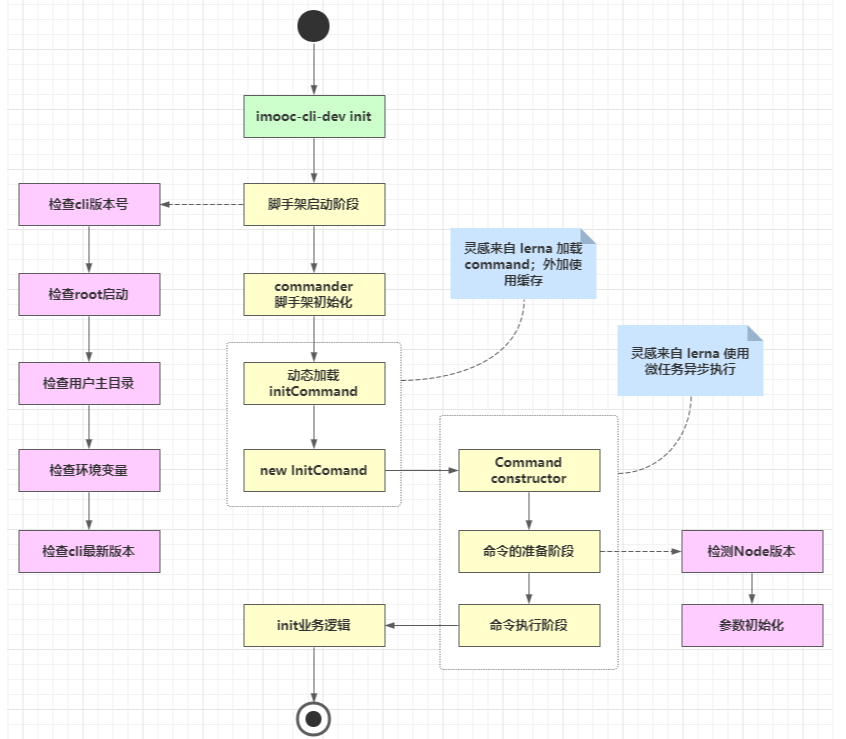 imooc-cli-dev init
检查cli版本号
脚手架启动阶段
灵感来自 lerna 加载
command；外加使
用缓存
检查root启动
commander
脚手架初始化
灵感来自 lerna 使用
微任务异步执行
检查用户主目录
动态加载
initCommand
检查环境变量
new InitComand
Command
constructor
检查cli最新版本
命令的准备阶段
检测Node版本
init业务逻辑
命令执行阶段
参数初始化